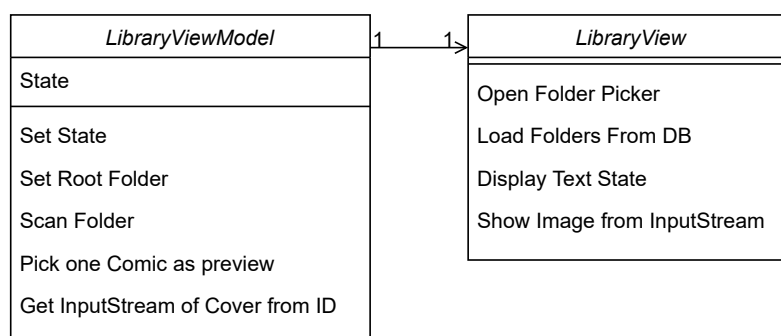 LibraryViewModel
State
Set State
Set Root Folder
Scan Folder
Pick one Comic as preview
Get InputStream of Cover from ID
1 1
LibraryView
Open Folder Picker
Load Folders From DB
Display Text State
Show Image from InputStream